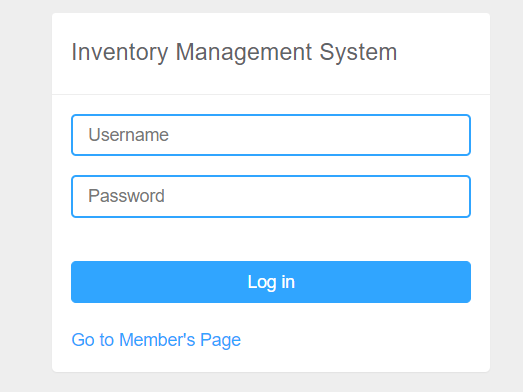 Inventory Management System
Username
Password
Log in
Go to Member's Page